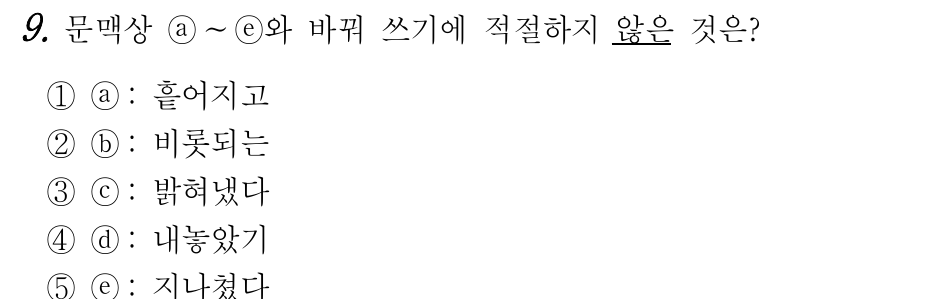 9. 문맥상 ⓐ~ⓔ와 바꿔 쓰기에 적절하지 않은 것은?
① ⓐ: 흩어지고
② ⓑ: 비롯되는
③ ⓒ: 밝혀냈다
④ ⓓ: 내놓았기
⑤ ⓔ: 지나쳤다